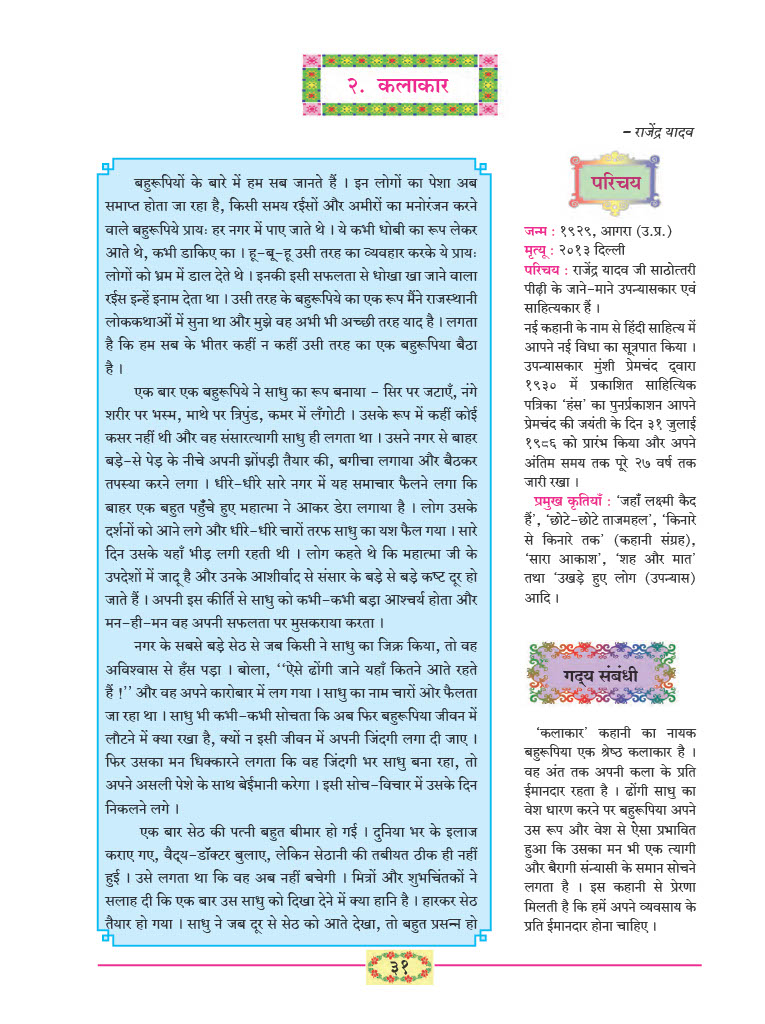 २. कलाकार
– राजेंद्र यादव
बहुरूपियों के बारे में हम सब जानते हैं । इन लोगों का पेशा अब
समाप्त होता जा रहा है, किसी समय रईसों और अमीरों का मनोरंजन करने
वाले बहुरूपिये प्रायः हर नगर में पाए जाते थे । ये कभी धोबी का रूप लेकर
आते थे, कभी डाकिए का । हू-ब-हू उसी तरह का व्यवहार करके ये प्रायः
लोगों को भ्रम में डाल देते थे । इनकी इसी सफलता से धोखा खा जाने वाला
रईस इन्हें इनाम देता था । उसी तरह के बहुरूपिये का एक रूप मैंने राजस्थानी
लोककथाओं में सुना था और मुझे वह अभी भी अच्छी तरह याद है । लगता
है कि हम सब के भीतर कहीं न कहीं उसी तरह का एक बहुरूपिया बैठा
है ।
एक बार एक बहुरूपिये ने साधु का रूप बनाया – सिर पर जटाएँ, नंगे
शरीर पर भस्म, माथे पर त्रिपुंड, कमर में लँगोटी । उसके रूप में कहीं कोई
कसर नहीं थी और वह संसारत्यागी साधु ही लगता था । उसने नगर से बाहर
बड़े-से पेड़ के नीचे अपनी झोंपड़ी तैयार की, बगीचा लगाया और बैठकर
तपस्या करने लगा । धीरे-धीरे सारे नगर में यह समाचार फैलने लगा कि
बाहर एक बहुत पहुँचे हुए महात्मा ने आकर डेरा लगाया है । लोग उसके
दर्शनों को आने लगे और धीरे-धीरे चारों तरफ साधु का यश फैल गया । सारे
दिन उसके यहाँ भीड़ लगी रहती थी । लोग कहते थे कि महात्मा जी के
उपदेशों में जादू है और उनके आशीर्वाद से संसार के बड़े से बड़े कष्ट दूर हो
जाते हैं । अपनी इस कीर्ति से साधु को कभी-कभी बड़ा आश्चर्य होता और
मन-ही-मन वह अपनी सफलता पर मुसकराया करता ।
नगर के सबसे बड़े सेठ से जब किसी ने साधु का जिक्र किया, तो वह
अविश्वास से हँस पड़ा । बोला, ‘‘ऐसे ढोंगी जाने यहाँ कितने आते रहते
हैं !’’ और वह अपने कारोबार में लग गया । साधु का नाम चारों ओर फैलता
जा रहा था । साधु भी कभी-कभी सोचता कि अब फिर बहुरूपिया जीवन में
लौटने में क्या रखा है, क्यों न इसी जीवन में अपनी जिंदगी लगा दी जाए ।
फिर उसका मन धिक्कारने लगता कि वह जिंदगी भर साधु बना रहा, तो
अपने असली पेशे के साथ बेईमानी करेगा । इसी सोच-विचार में उसके दिन
निकलने लगे ।
एक बार सेठ की पत्नी बहुत बीमार हो गई । दुनिया भर के इलाज
कराए गए, वैद्य-डॉक्टर बुलाए, लेकिन सेठानी की तबीयत ठीक ही नहीं
हुई । उसे लगता था कि वह अब नहीं बचेगी । मित्रों और शुभचिंतकों ने
सलाह दी कि एक बार उस साधु को दिखा देने में क्या हानि है । हारकर सेठ
तैयार हो गया । साधु ने जब दूर से सेठ को आते देखा, तो बहुत प्रसन्न हो
परिचय
जन्म : १९२९, आगरा (उ.प्र.)
मृत्यू : २०१३ दिल्ली
परिचय : राजेंद्र यादव जी साठोत्तरी
पीढ़ी के जाने-माने उपन्यासकार एवं
साहित्यकार हैं ।
नई कहानी के नाम से हिंदी साहित्य में
आपने नई विधा का सूत्रपात किया ।
उपन्यासकार मुंशी प्रेमचंद द्वारा
१९३० में प्रकाशित साहित्यिक
पत्रिका ‘हंस’ का पुनर्प्रकाशन आपने
प्रेमचंद की जयंती के दिन ३१ जुलाई
१९८६ को प्रारंभ किया और अपने
अंतिम समय तक पूरे २७ वर्ष तक
जारी रखा ।
प्रमुख कृतियाँ : ‘जहाँ लक्ष्मी कैद
हैं’, ‘छोटे-छोटे ताजमहल’, ‘किनारे
से किनारे तक’ (कहानी संग्रह),
‘सारा आकाश’, ‘शह और मात’
तथा ‘उखड़े हुए लोग (उपन्यास)
आदि ।
गद्य संबंधी
‘कलाकार’ कहानी का नायक
बहुरूपिया एक श्रेष्ठ कलाकार है ।
वह अंत तक अपनी कला के प्रति
ईमानदार रहता है । ढोंगी साधु का
वेश धारण करने पर बहुरूपिया अपने
उस रूप और वेश से ऐसा प्रभावित
हुआ कि उसका मन भी एक त्यागी
और बैरागी संन्यासी के समान सोचने
लगता है । इस कहानी से प्रेरणा
मिलती है कि हमें अपने व्यवसाय के
प्रति ईमानदार होना चाहिए ।
३१